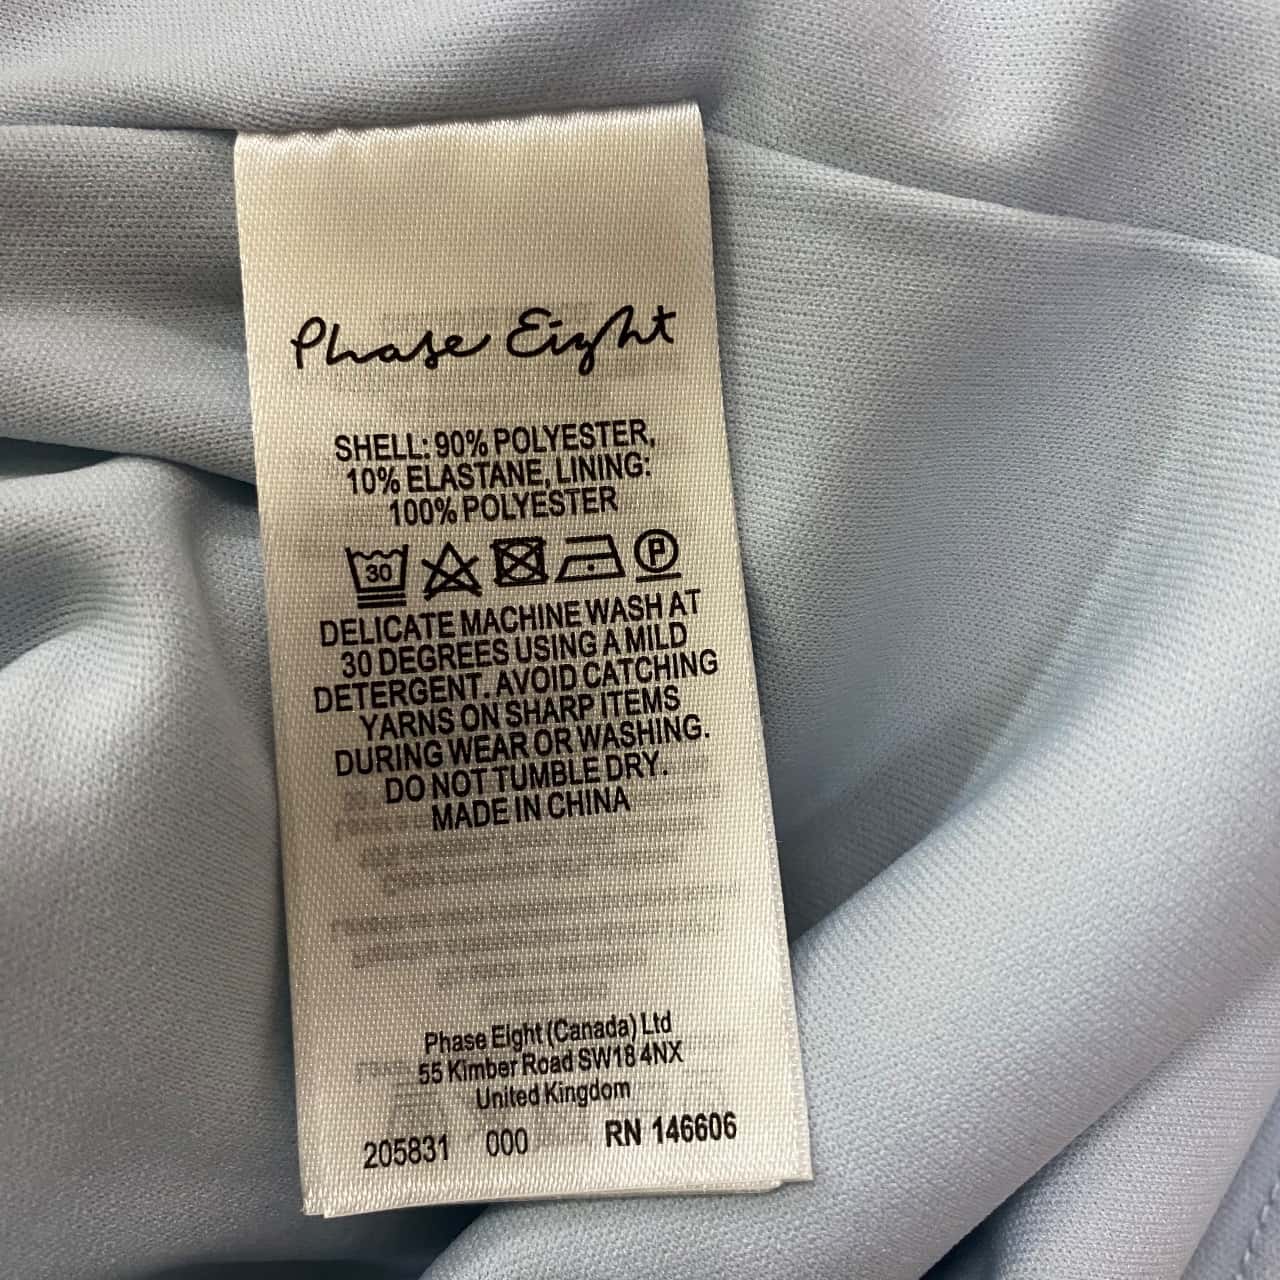 Phase Eight
SHELL: 90% POLYESTER,
10% ELASTANE, LINING:
100% POLYESTER
30 P
DELICATE MACHINE WASH AT
30 DEGREES USING A MILD
DETERGENT. AVOID CATCHING
YARNS ON SHARP ITEMS
DURING WEAR OR WASHING.
DO NOT TUMBLE DRY.
MADE IN CHINA
Phase Eight (Canada) Ltd
55 Kimber Road SW18 4NX
United Kingdom
205831 000 RN 146606